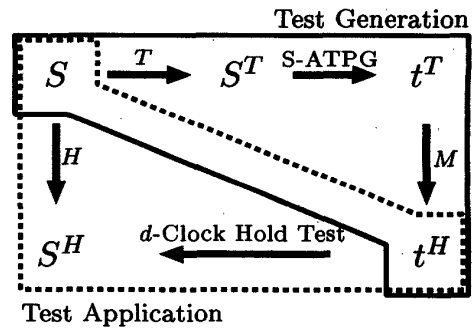 Test Generation
S T S^T S-ATPG t^T
H M
d-Clock Hold Test
S^H t^H
Test Application